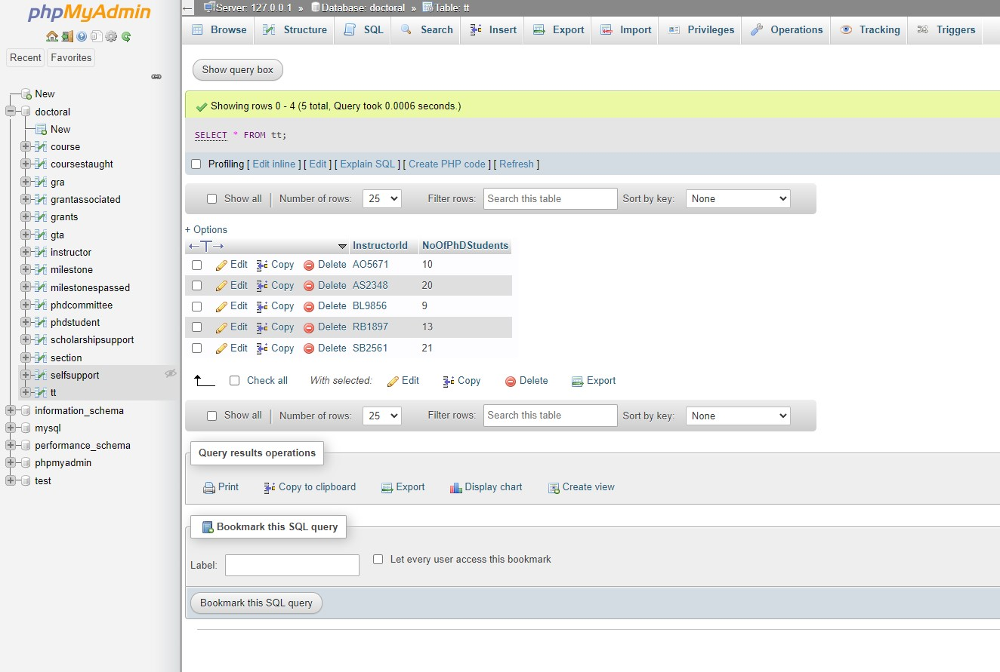 phpMyAdmin
Recent Favorites
New
doctoral
New
course
coursestaught
gra
grantassociated
grants
gta
instructor
milestone
milestonespassed
phdcommittee
phdstudent
scholarshipsupport
section
selfsupport
tt
information_schema
mysql
performance_schema
phpmyadmin
test
Server: 127.0.0.1 » Database: doctoral » Table: tt
Browse Structure SQL Search Insert Export Import Privileges Operations Tracking Triggers
Show query box
Showing rows 0 - 4 (5 total, Query took 0.0006 seconds.)
SELECT * FROM tt;
Profiling [ Edit inline ] [ Edit ] [ Explain SQL ] [ Create PHP code ] [ Refresh ]
Show all | Number of rows: 25 Filter rows: Search this table Sort by key: None
+ Options
←T→ InstructorId NoOfPhDStudents
Edit Copy Delete AO5671 10
Edit Copy Delete AS2348 20
Edit Copy Delete BL9856 9
Edit Copy Delete RB1897 13
Edit Copy Delete SB2561 21
Check all With selected: Edit Copy Delete Export
Show all | Number of rows: 25 Filter rows: Search this table Sort by key: None
Query results operations
Print Copy to clipboard Export Display chart Create view
Bookmark this SQL query
Label: Let every user access this bookmark
Bookmark this SQL query